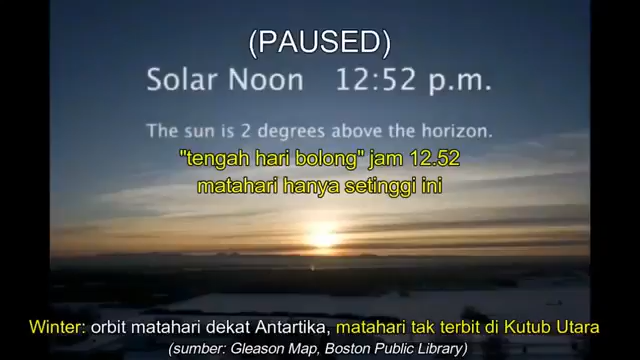 (PAUSED)
Solar Noon 12:52 p.m.
The sun is 2 degrees above the horizon.
"tengah hari bolong" jam 12.52
matahari hanya setinggi ini
Winter: orbit matahari dekat Antartika, matahari tak terbit di Kutub Utara
(sumber: Gleason Map, Boston Public Library)